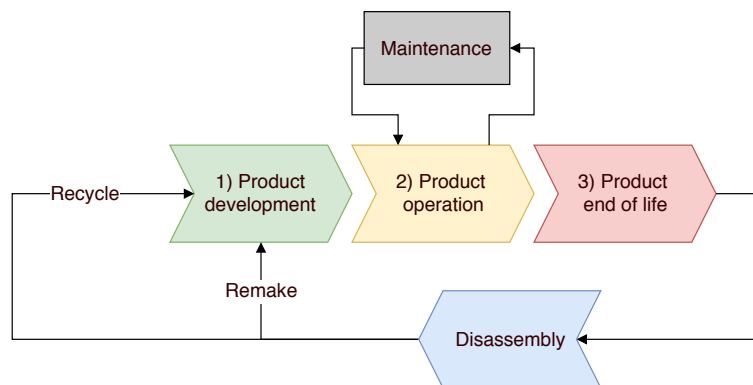 Maintenance
1) Product
development
2) Product
operation
3) Product
end of life
Recycle
Remake
Disassembly